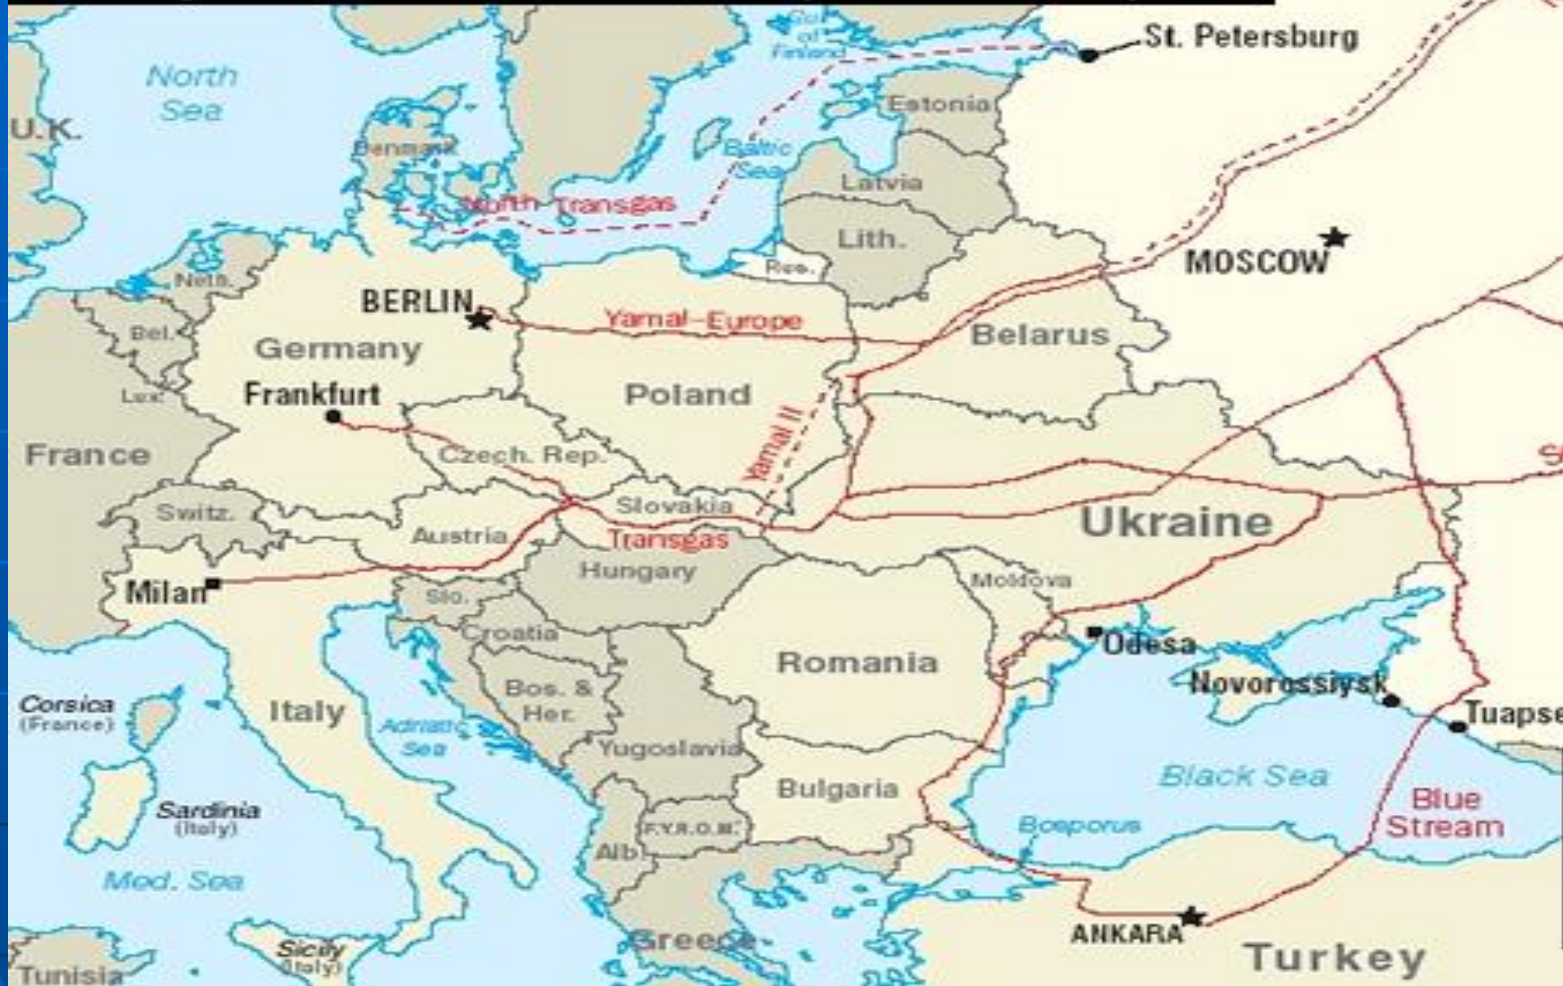 North
Sea
U.K.
Denmark
Gulf
of
Finland
St. Petersburg
Estonia
Baltic
Sea
Latvia
North Transgas
Lith.
MOSCOW
Neth.
BERLIN
Yamal-Europe
Bel.
Germany
Belarus
Lux.
Frankfurt
Poland
France
Czech. Rep.
Yamal II
Switz.
Slovakia
Austria
Transgas
Ukraine
Hungary
Moldova
Milan
Slo.
Croatia
Odesa
Romania
Bos. &
Her.
Novorossiysk
Corsica
(France)
Italy
Adriatic
Sea
Yugoslavia
Tuapse
Black Sea
Bulgaria
Blue
Stream
Sardinia
(Italy)
F.Y.R.O.M.
Bosporus
Alb.
Med. Sea
ANKARA
Greece
Turkey
Sicily
(Italy)
Tunisia